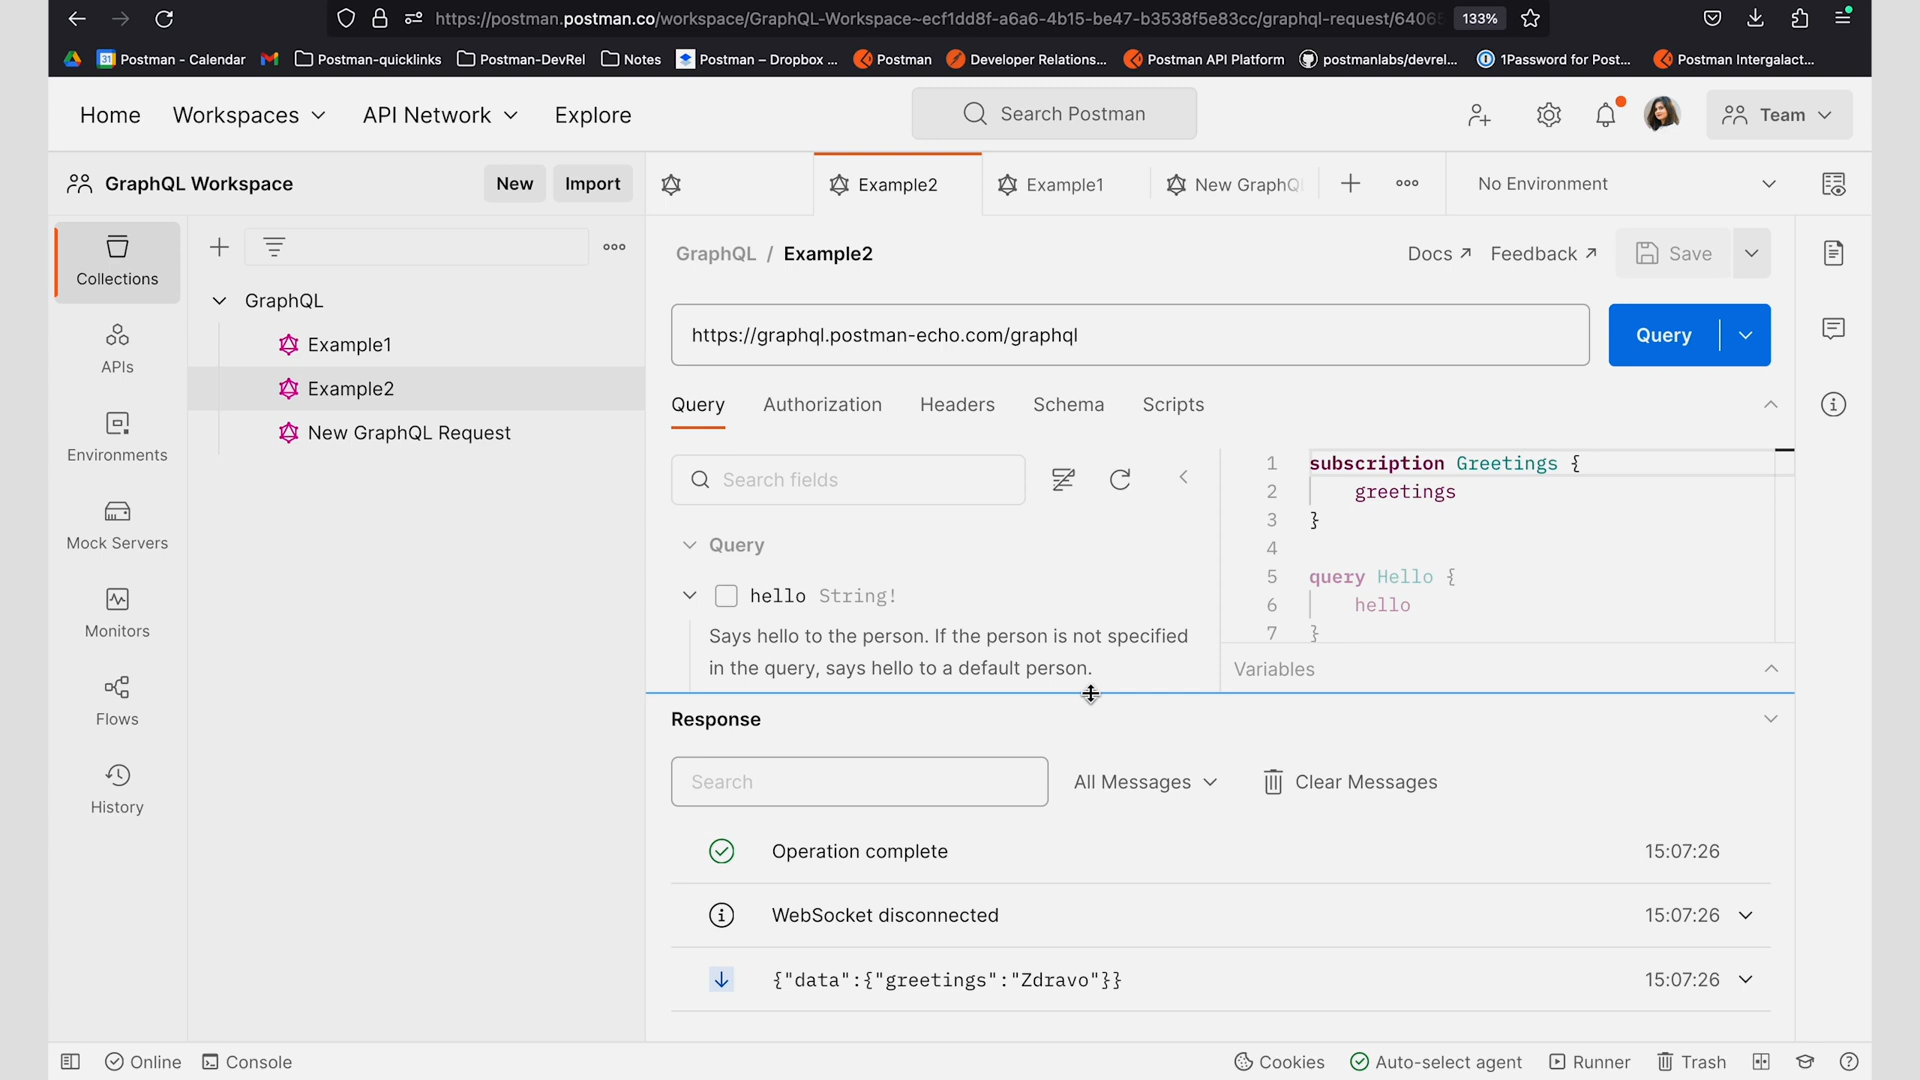 https://postman.postman.co/workspace/GraphQL-Workspace~ecf1dd8f-a6a6-4b15-be47-b3538f5e83cc/graphql-request/6406
133%
31 Postman - Calendar
Postman-quicklinks
Postman-DevRel
Notes
Postman – Dropbox ...
Postman
Developer Relations...
Postman API Platform
postmanlabs/devrel...
1Password for Post...
Postman Intergalact...
Home
Workspaces
API Network
Explore
Search Postman
Team
GraphQL Workspace
New
Import
Example2
Example1
New GraphQ
No Environment
Collections
APIs
Environments
Mock Servers
Monitors
Flows
History
GraphQL
Example1
Example2
New GraphQL Request
GraphQL / Example2
Docs ↗
Feedback ↗
Save
https://graphql.postman-echo.com/graphql
Query
Query
Authorization
Headers
Schema
Scripts
Search fields
Query
hello String!
Says hello to the person. If the person is not specified
in the query, says hello to a default person.
1 subscription Greetings {
2 greetings
3 }
4
5 query Hello {
6 hello
7 }
Variables
Response
Search
All Messages
Clear Messages
Operation complete 15:07:26
WebSocket disconnected 15:07:26
{"data":{"greetings":"Zdravo"}} 15:07:26
Online
Console
Cookies
Auto-select agent
Runner
Trash